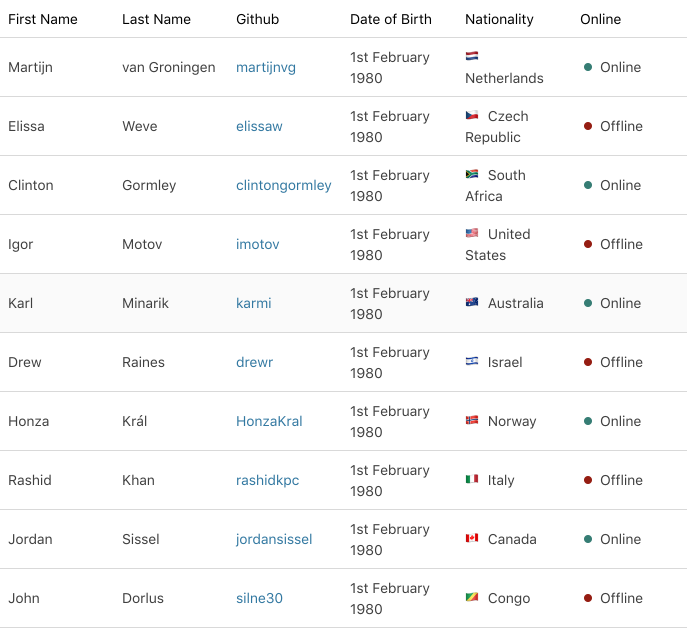 First Name Last Name Github Date of Birth Nationality Online
Martijn van Groningen martijnvg 1st February 1980 Netherlands Online
Elissa Weve elissaw 1st February 1980 Czech Republic Offline
Clinton Gormley clintongormley 1st February 1980 South Africa Online
Igor Motov imotov 1st February 1980 United States Offline
Karl Minarik karmi 1st February 1980 Australia Online
Drew Raines drewr 1st February 1980 Israel Offline
Honza Král HonzaKral 1st February 1980 Norway Online
Rashid Khan rashidkpc 1st February 1980 Italy Offline
Jordan Sissel jordansissel 1st February 1980 Canada Online
John Dorlus silne30 1st February 1980 Congo Offline